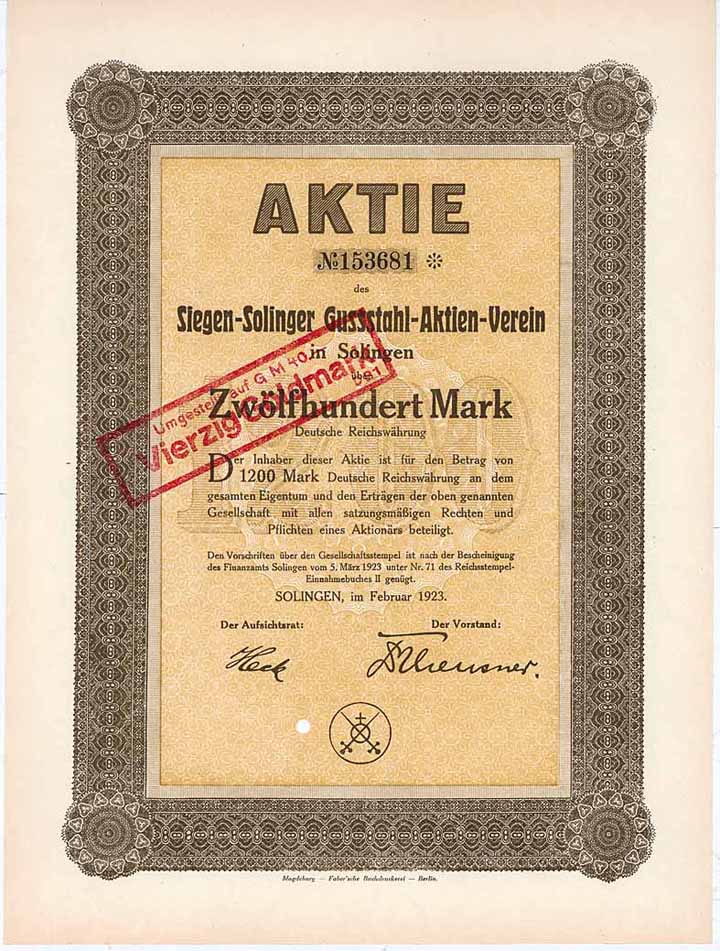 AKTIE
№153681 *
des
Siegen-Solinger Gussstahl-Aktien-Verein
in Solingen
über
Zwölfhundert Mark
Deutsche Reichswährung
Umgestellt auf G M 40
Vierzig Goldmark
Der Inhaber dieser Aktie ist für den Betrag von
1200 Mark Deutsche Reichswährung an dem
gesamten Eigentum und den Erträgen der oben genannten
Gesellschaft mit allen satzungsmäßigen Rechten und
Pflichten eines Aktionärs beteiligt.
Den Vorschriften über den Gesellschaftsstempel ist nach der Bescheinigung
des Finanzamts Solingen vom 5. März 1923 unter Nr. 71 des Reichsstempel-
Einnahmebuches II genügt.
SOLINGEN, im Februar 1923.
Der Aufsichtsrat: Der Vorstand:
Heck
1200
Magdeburg — Faber'sche Buchdruckerei — Berlin.